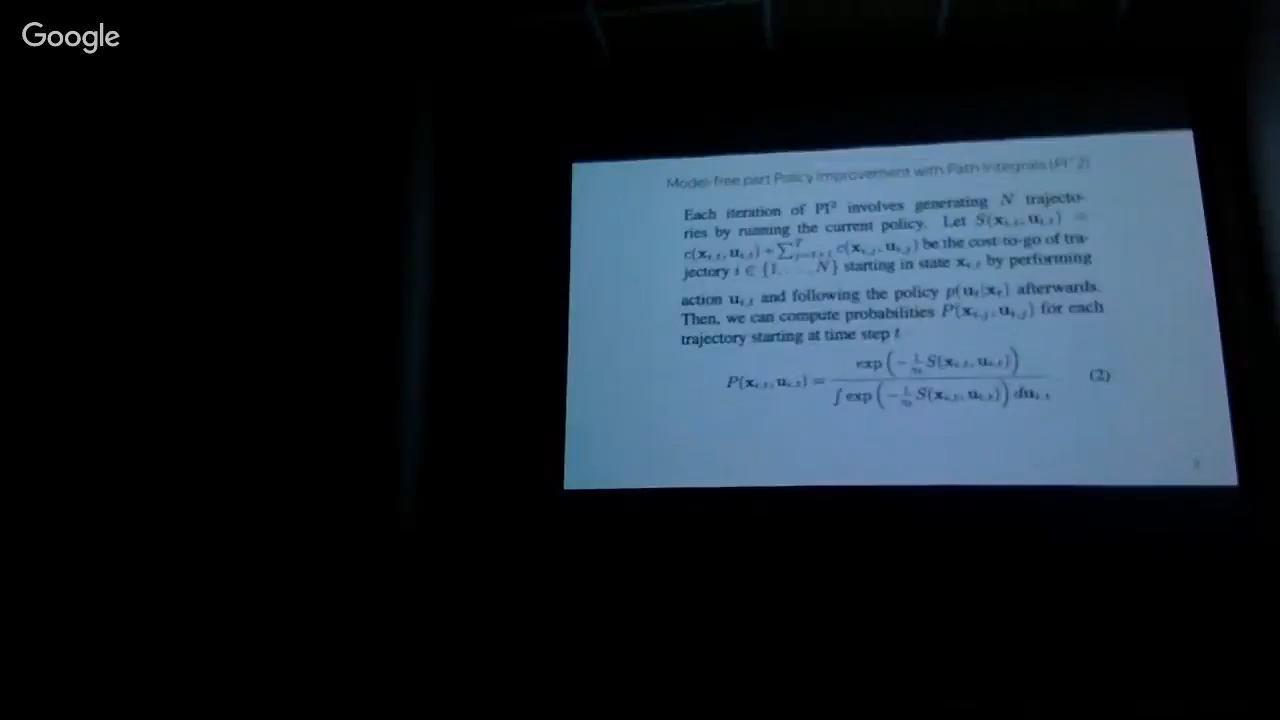 Google
Model-free part Policy Improvement with Path Integrals (PI^2)
Each iteration of PI² involves generating N trajecto-
ries by running the current policy. Let S(x_{i,t}, u_{i,t}) =
c(x_{i,t}, u_{i,t}) + ∑_{j=t+1}^{T} c(x_{i,j}, u_{i,j}) be the cost-to-go of tra-
jectory i ∈ {1, . . . , N} starting in state x_{i,t} by performing
action u_{i,t} and following the policy p(u_t|x_t) afterwards.
Then, we can compute probabilities P(x_{i,j}, u_{i,j}) for each
trajectory starting at time step t
P(x_{i,t}, u_{i,t}) = exp(−1/η_t S(x_{i,t}, u_{i,t})) / ∫ exp(−1/η_t S(x_{i,t}, u_{i,t})) du_{i,t} (2)